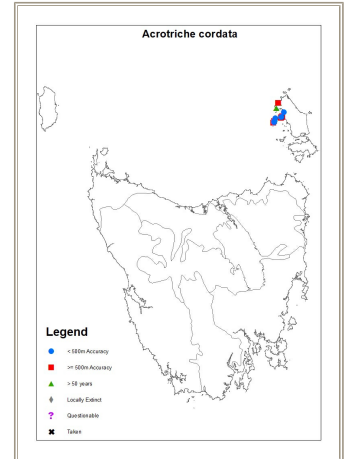 Acrotriche cordata
Legend
< 500m Accuracy
>= 500m Accuracy
> 50 years
Locally Extinct
Questionable
Taken